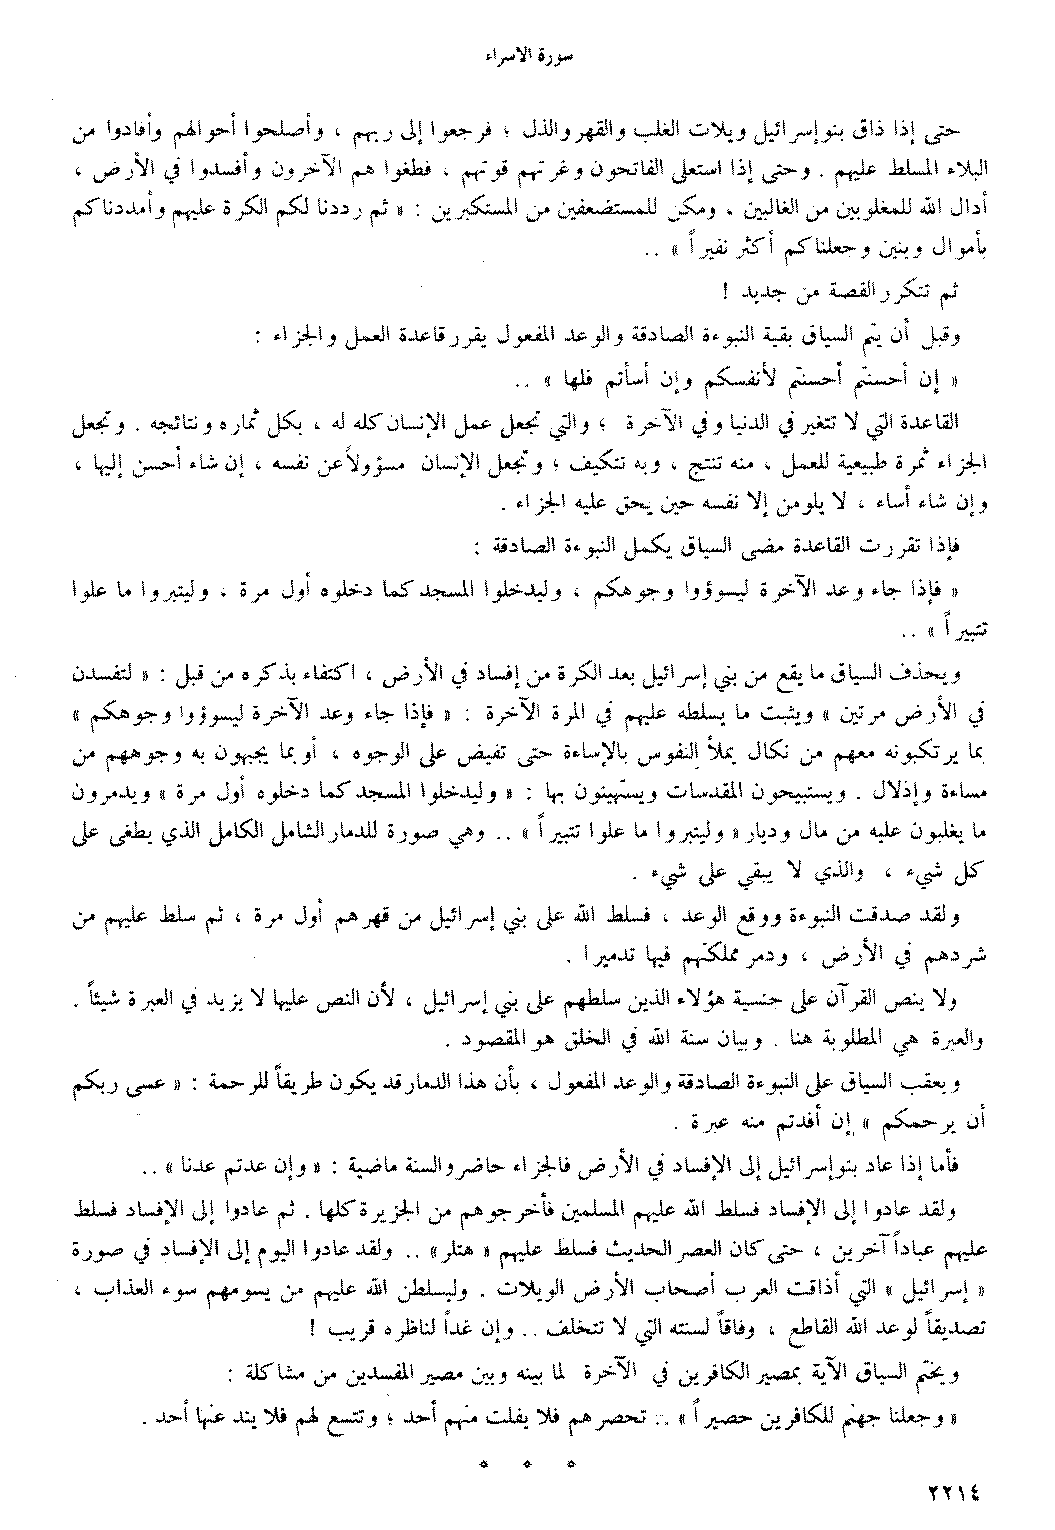 سورة الاسراء
حتى إذا ذاق بنو إسرائيل ويلات الغلب والقهر والذل ؛ فرجعوا إلى ربهم ، وأصلحوا أحوالهم وأفادوا من
البلاء المسلط عليهم . وحتى إذا استعلى الفاتحون وغرتهم قوتهم ، فطغوا هم الآخرون وأفسدوا في الأرض ،
أدال الله للمغلوبين من الغالبين ، ومكن للمستضعفين من المستكبرين : « ثم رددنا لكم الكرة عليهم وأمددناكم
بأموال وبنين وجعلناكم أكثر نفيراً » ..
ثم تتكرر القصة من جديد !
وقبل أن يتم السياق بقية النبوءة الصادقة والوعد المفعول يقرر قاعدة العمل والجزاء :
« إن أحسنتم أحسنتم لأنفسكم وإن أسأتم فلها » ..
القاعدة التي لا تتغير في الدنيا وفي الآخرة ؛ والتي تجعل عمل الإنسان كله له ، بكل ثماره ونتائجه . وتجعل
الجزاء ثمرة طبيعية للعمل ، منه تنتج ، وبه تتكيف ؛ وتجعل الإنسان مسؤولاً عن نفسه ، إن شاء أحسن إليها ،
وإن شاء أساء ، لا يلومن إلا نفسه حين يحق عليه الجزاء .
فإذا تقررت القاعدة مضى السياق يكمل النبوءة الصادقة :
« فإذا جاء وعد الآخرة ليسوؤوا وجوهكم ، وليدخلوا المسجد كما دخلوه أول مرة ، وليتبروا ما علوا
تتبيراً » ..
ويحذف السياق ما يقع من بني إسرائيل بعد الكرة من إفساد في الأرض ، اكتفاء بذكره من قبل : « لتفسدن
في الأرض مرتين » ويثبت ما يسلطه عليهم في المرة الآخرة : « فإذا جاء وعد الآخرة ليسوؤوا وجوهكم »
بما يرتكبونه معهم من نكال يملأ النفوس بالإساءة حتى تفيض على الوجوه ، أو بما يجبهون به وجوههم من
مساءة وإذلال . ويستبيحون المقدسات ويستهينون بها : « وليدخلوا المسجد كما دخلوه أول مرة » ويدمرون
ما يغلبون عليه من مال وديار « وليتبروا ما علوا تتبيراً » .. وهي صورة للدمار الشامل الكامل الذي يطغى على
كل شيء ، والذي لا يبقي على شيء .
ولقد صدقت النبوءة ووقع الوعد ، فسلط الله على بني إسرائيل من قهرهم أول مرة ، ثم سلط عليهم من
شردهم في الأرض ، ودمر مملكتهم فيها تدميرا .
ولا ينص القرآن على جنسية هؤلاء الذين سلطهم على بني إسرائيل ، لأن النص عليها لا يزيد في العبرة شيئاً .
والعبرة هي المطلوبة هنا . وبيان سنة الله في الخلق هو المقصود .
ويعقب السياق على النبوءة الصادقة والوعد المفعول ، بأن هذا الدمار قد يكون طريقاً للرحمة : « عسى ربكم
أن يرحمكم » إن أفدتم منه عبرة .
فأما إذا عاد بنو إسرائيل إلى الإفساد في الأرض فالجزاء حاضر والسنة ماضية : « وإن عدتم عدنا » ..
ولقد عادوا إلى الإفساد فسلط الله عليهم المسلمين فأخرجوهم من الجزيرة كلها . ثم عادوا إلى الإفساد فسلط
عليهم عباداً آخرين ، حتى كان العصر الحديث فسلط عليهم « هتلر » .. ولقد عادوا اليوم إلى الإفساد في صورة
« إسرائيل » التي أذاقت العرب أصحاب الأرض الويلات . وليسلطن الله عليهم من يسومهم سوء العذاب ،
تصديقاً لوعد الله القاطع ، وفاقاً لسنته التي لا تتخلف .. وإن غداً لناظره قريب !
ويختم السياق الآية بمصير الكافرين في الآخرة لما بينه وبين مصير المفسدين من مشاكلة :
« وجعلنا جهنم للكافرين حصيراً » .. تحصرهم فلا يفلت منهم أحد ؛ وتتسع لهم فلا يند عنها أحد .
* * *
٢٢١٤